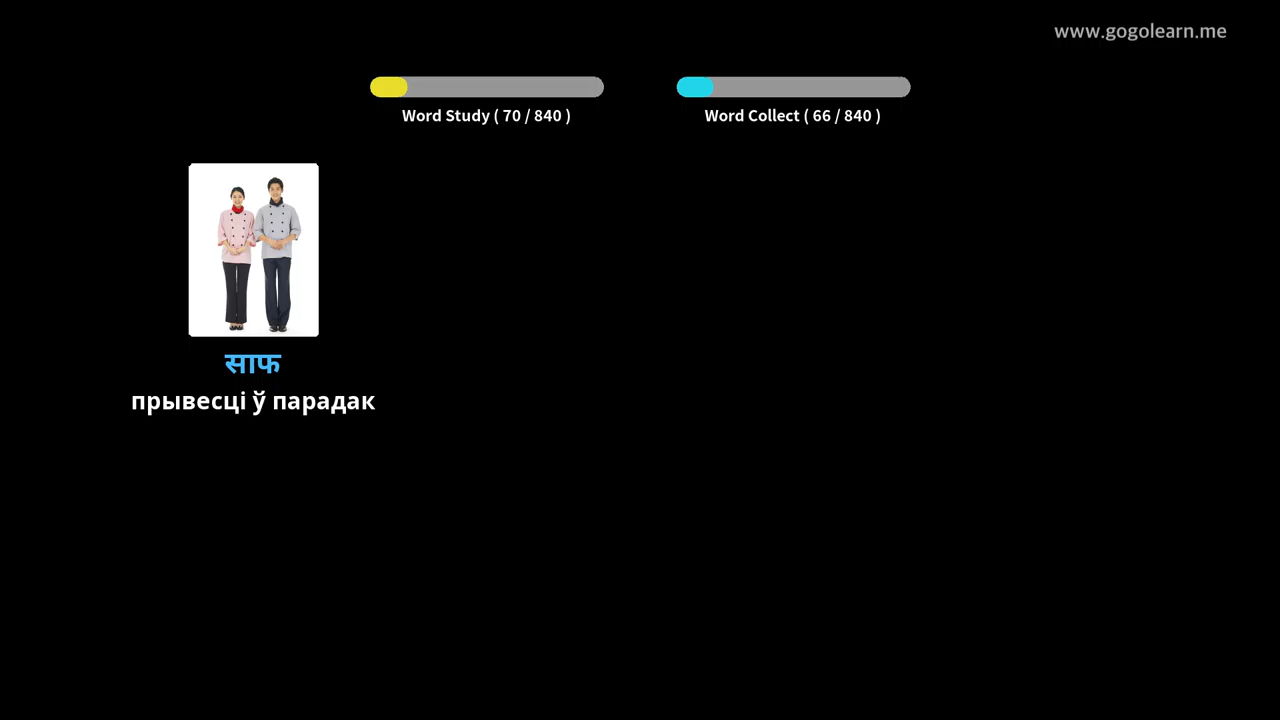 www.gogolearn.me
Word Study ( 70 / 840 )
Word Collect ( 66 / 840 )
साफ
прывесці ў парадак